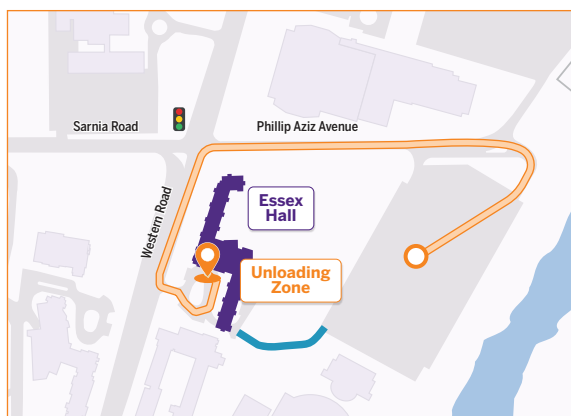 Sarnia Road
Phillip Aziz Avenue
Western Road
Essex
Hall
Unloading
Zone